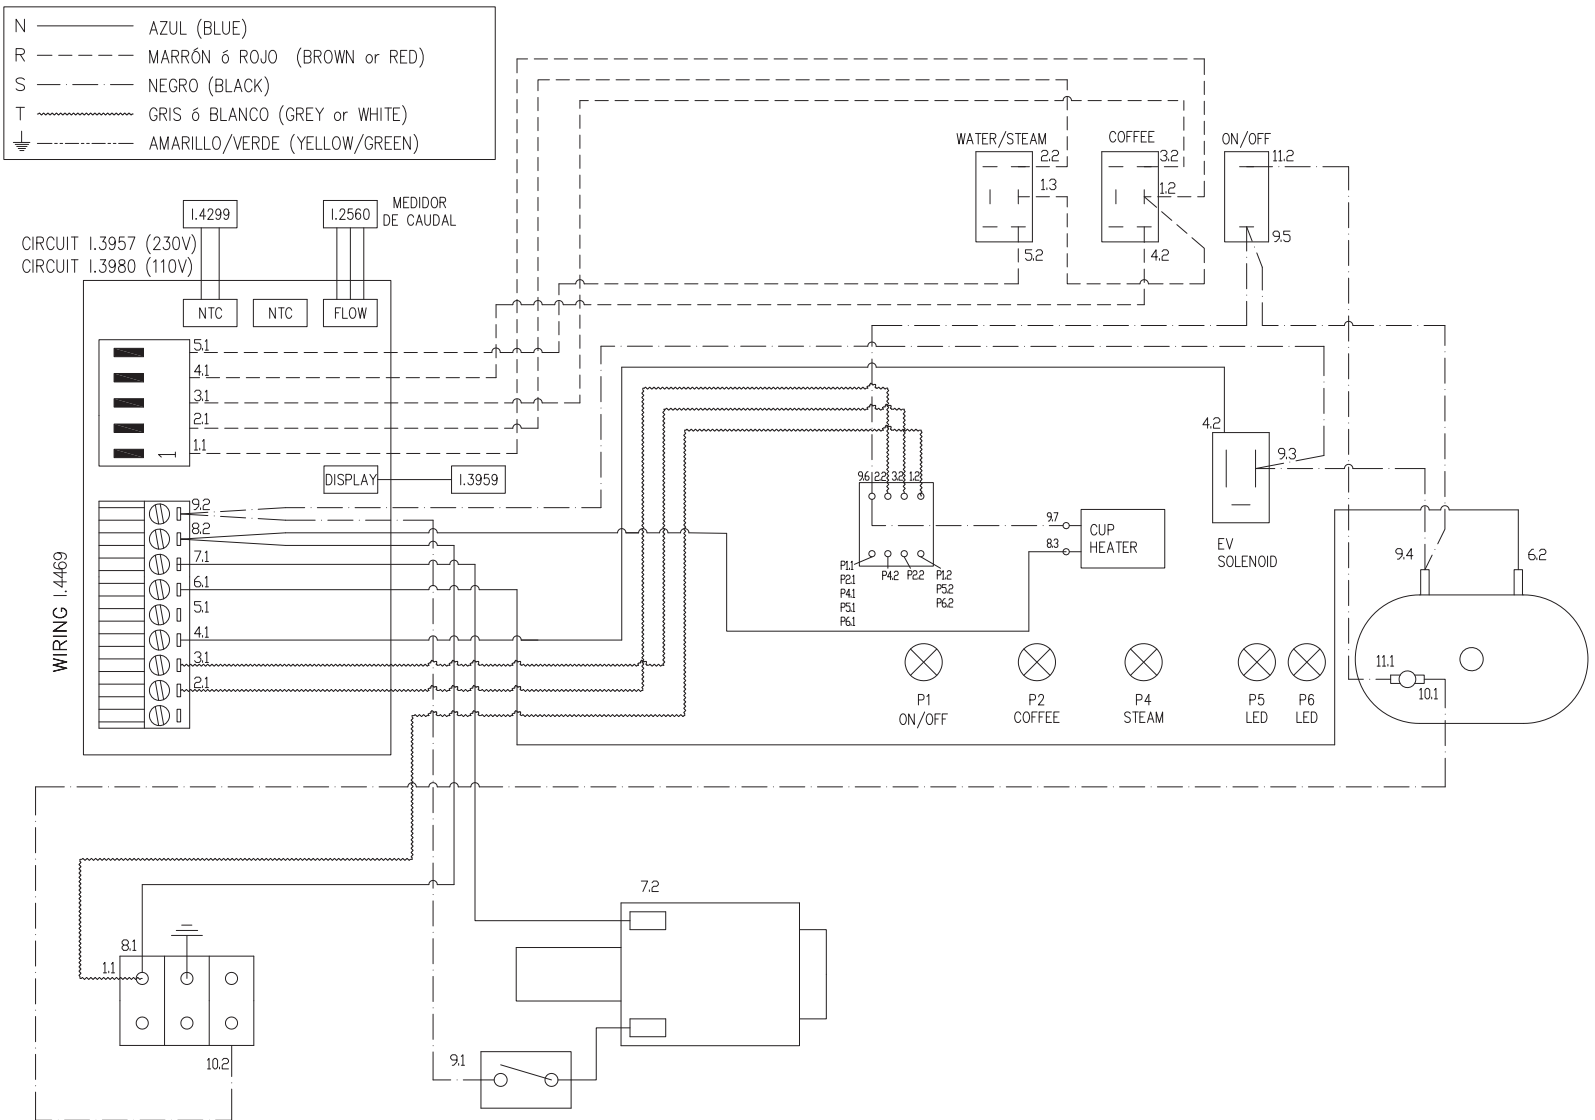 N AZUL (BLUE)
R MARRÓN ó ROJO (BROWN or RED)
S NEGRO (BLACK)
T GRIS ó BLANCO (GREY or WHITE)
AMARILLO/VERDE (YELLOW/GREEN)
WATER/STEAM
COFFEE
ON/OFF
2.2
3.2
11.2
1.3
1.2
5.2
4.2
9.5
I.4299
I.2560
MEDIDOR
DE CAUDAL
CIRCUIT I.3957 (230V)
CIRCUIT I.3980 (110V)
NTC
NTC
FLOW
5.1
4.1
3.1
2.1
1.1
1
DISPLAY
I.3959
WIRING I.4469
9.2
8.2
7.1
6.1
5.1
4.1
3.1
2.1
9.6 2.2 3.2 1.2
P1.1
P2.1
P4.1
P5.1
P6.1
P4.2
P2.2
P1.2
P5.2
P6.2
9.7
8.3
CUP
HEATER
4.2
9.3
EV
SOLENOID
9.4
6.2
11.1
10.1
P1
ON/OFF
P2
COFFEE
P4
STEAM
P5
LED
P6
LED
8.1
1.1
10.2
7.2
9.1